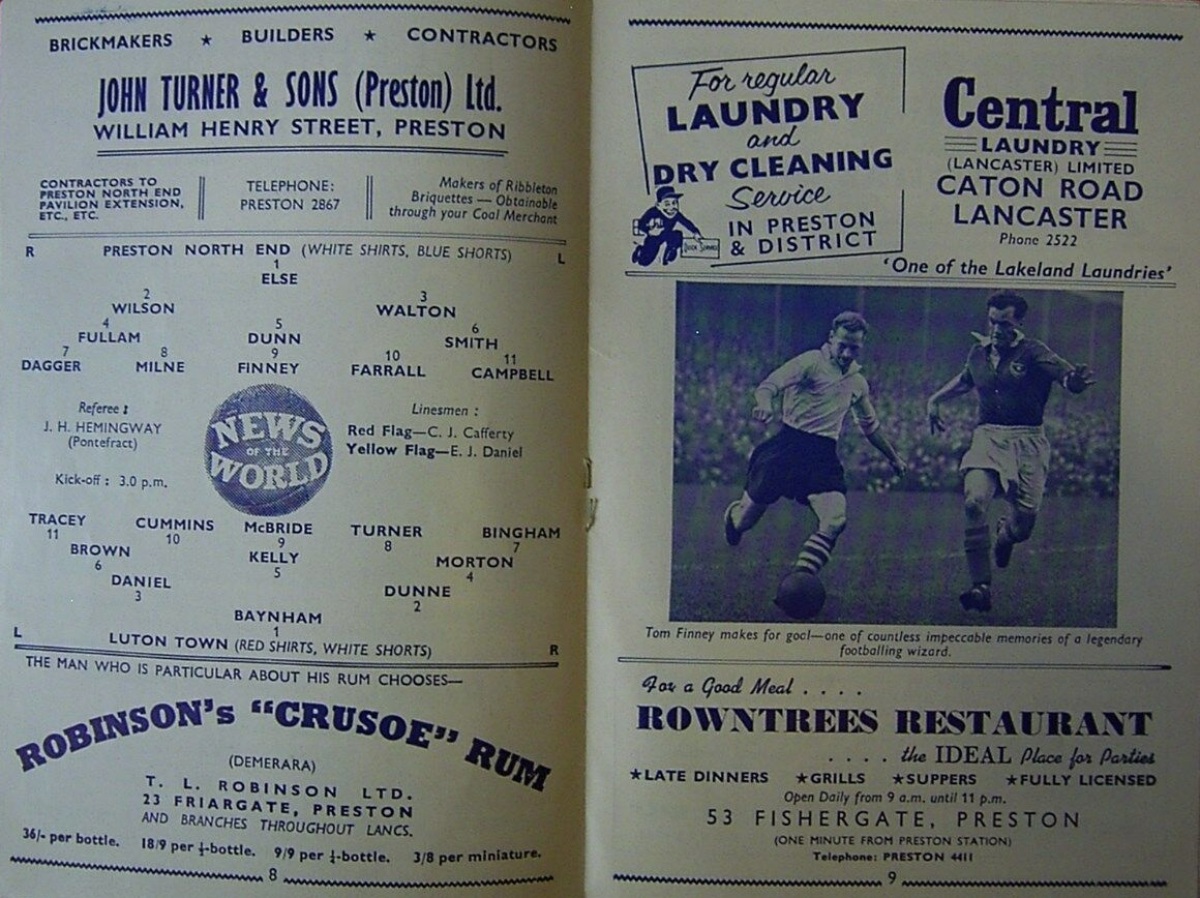 BRICKMAKERS ★ BUILDERS ★ CONTRACTORS
JOHN TURNER & SONS (Preston) Ltd.
WILLIAM HENRY STREET, PRESTON
CONTRACTORS TO
PRESTON NORTH END
PAVILION EXTENSION,
ETC., ETC.
TELEPHONE:
PRESTON 2867
Makers of Ribbleton
Briquettes — Obtainable
through your Coal Merchant
R PRESTON NORTH END (WHITE SHIRTS, BLUE SHORTS) L
1
ELSE
2 3
WILSON WALTON
4 5 6
FULLAM DUNN SMITH
7 8 9 10 11
DAGGER MILNE FINNEY FARRALL CAMPBELL
Referee :
J. H. HEMINGWAY
(Pontefract)
Kick-off : 3.0 p.m.
NEWS
OF THE
WORLD
Linesmen :
Red Flag—C. J. Cafferty
Yellow Flag—E. J. Daniel
TRACEY CUMMINS McBRIDE TURNER BINGHAM
11 10 9 8 7
BROWN KELLY MORTON
6 5 4
DANIEL DUNNE
3 2
BAYNHAM
1
L LUTON TOWN (RED SHIRTS, WHITE SHORTS) R
THE MAN WHO IS PARTICULAR ABOUT HIS RUM CHOOSES—
ROBINSON's "CRUSOE" RUM
(DEMERARA)
T. L. ROBINSON LTD.
23 FRIARGATE, PRESTON
AND BRANCHES THROUGHOUT LANCS.
36/- per bottle. 18/9 per ½-bottle. 9/9 per ¼-bottle. 3/8 per miniature.
8
For regular
LAUNDRY
and
DRY CLEANING
Service
IN PRESTON
& DISTRICT
Central
LAUNDRY
(LANCASTER) LIMITED
CATON ROAD
LANCASTER
Phone 2522
'One of the Lakeland Laundries'
Tom Finney makes for goal—one of countless impeccable memories of a legendary
footballing wizard.
For a Good Meal . . . .
ROWNTREES RESTAURANT
. . . . the IDEAL Place for Parties
★LATE DINNERS ★GRILLS ★SUPPERS ★FULLY LICENSED
Open Daily from 9 a.m. until 11 p.m.
53 FISHERGATE, PRESTON
(ONE MINUTE FROM PRESTON STATION)
Telephone: PRESTON 4411
9